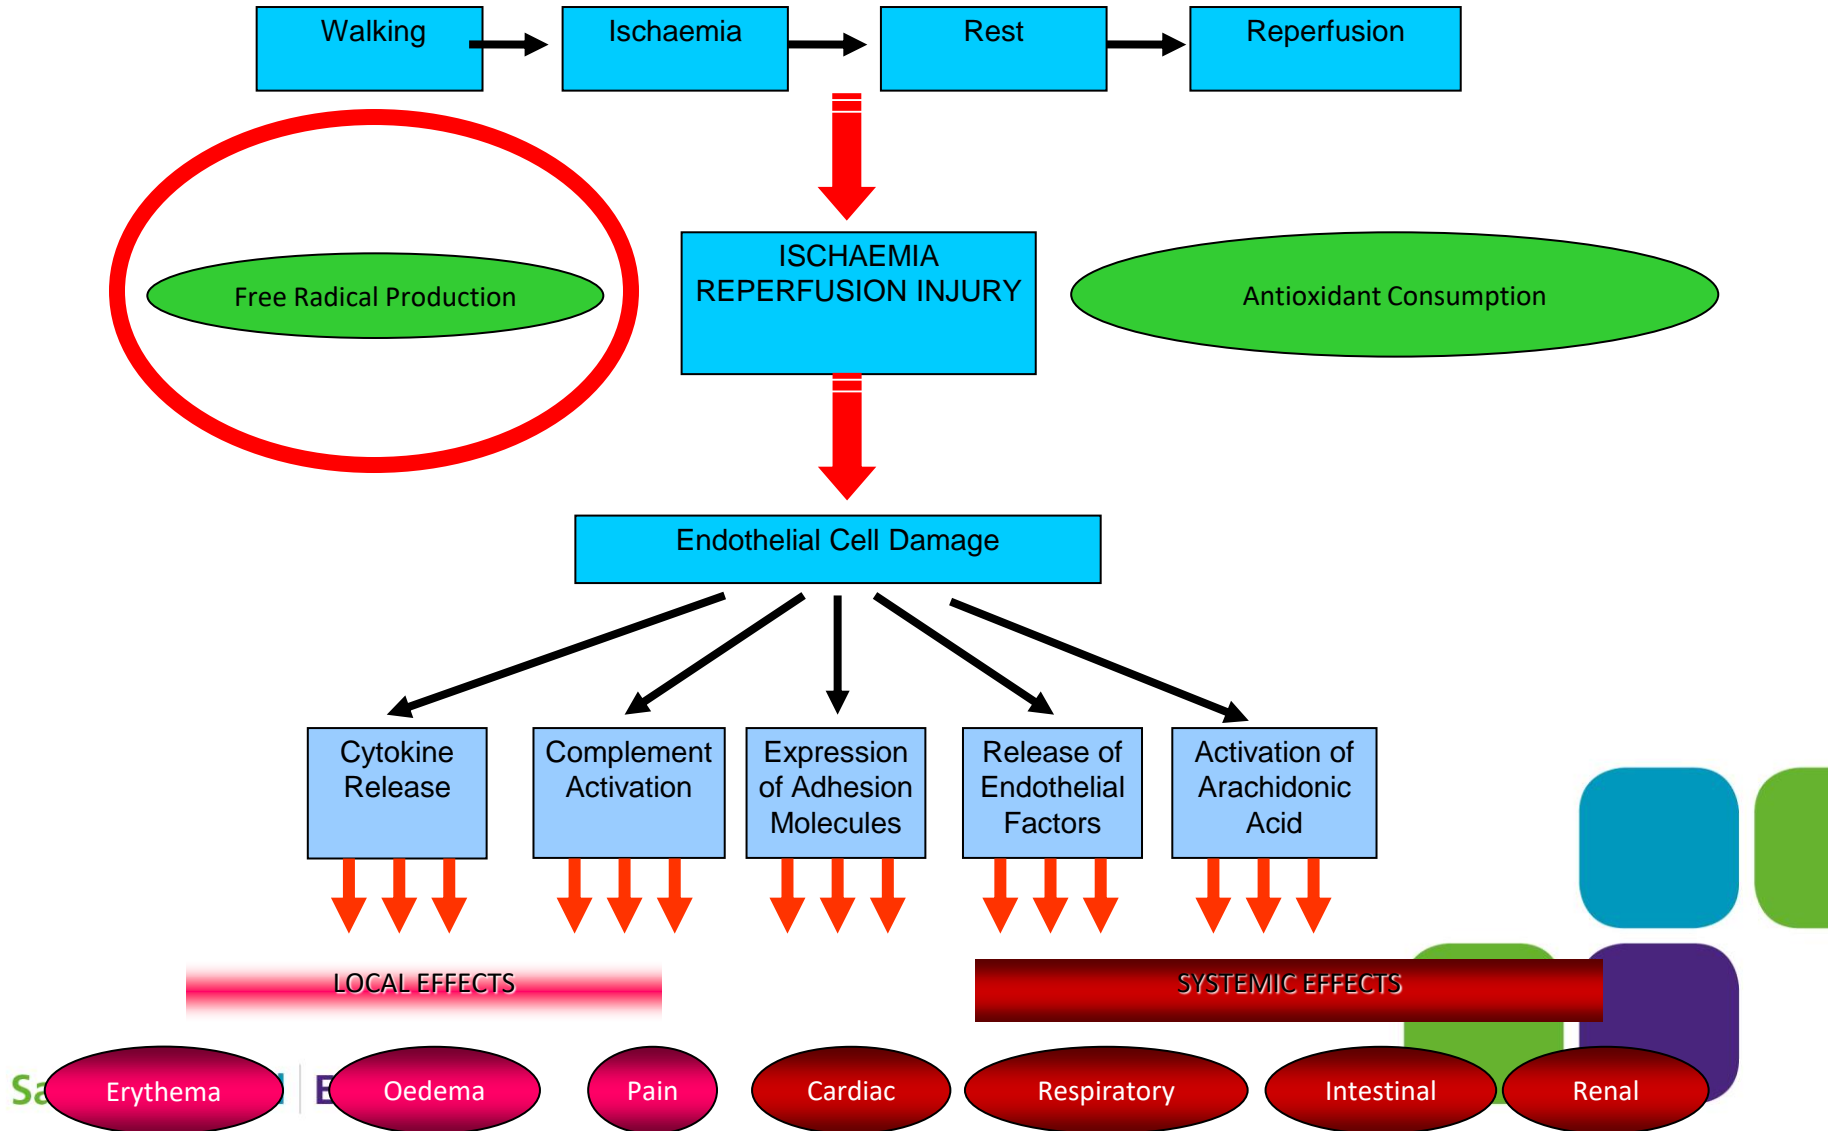 Walking
Ischaemia
Rest
Reperfusion
ISCHAEMIA
REPERFUSION INJURY
Free Radical Production
Antioxidant Consumption
Endothelial Cell Damage
Cytokine
Release
Complement
Activation
Expression
of Adhesion
Molecules
Release of
Endothelial
Factors
Activation of
Arachidonic
Acid
LOCAL EFFECTS
SYSTEMIC EFFECTS
Erythema
Oedema
Pain
Cardiac
Respiratory
Intestinal
Renal